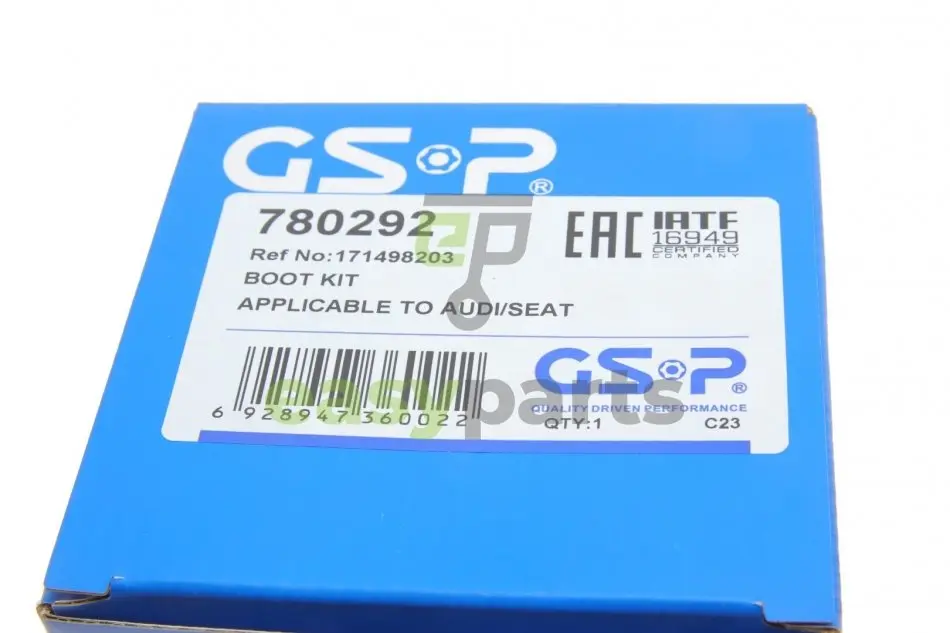 GSP®
780292
EAC
IATF
16949
CERTIFIED
COMPANY
Ref No:171498203
BOOT KIT
APPLICABLE TO AUDI/SEAT
6 928947 360022
GSP®
QUALITY DRIVEN PERFORMANCE
QTY:1 C23
easyparts